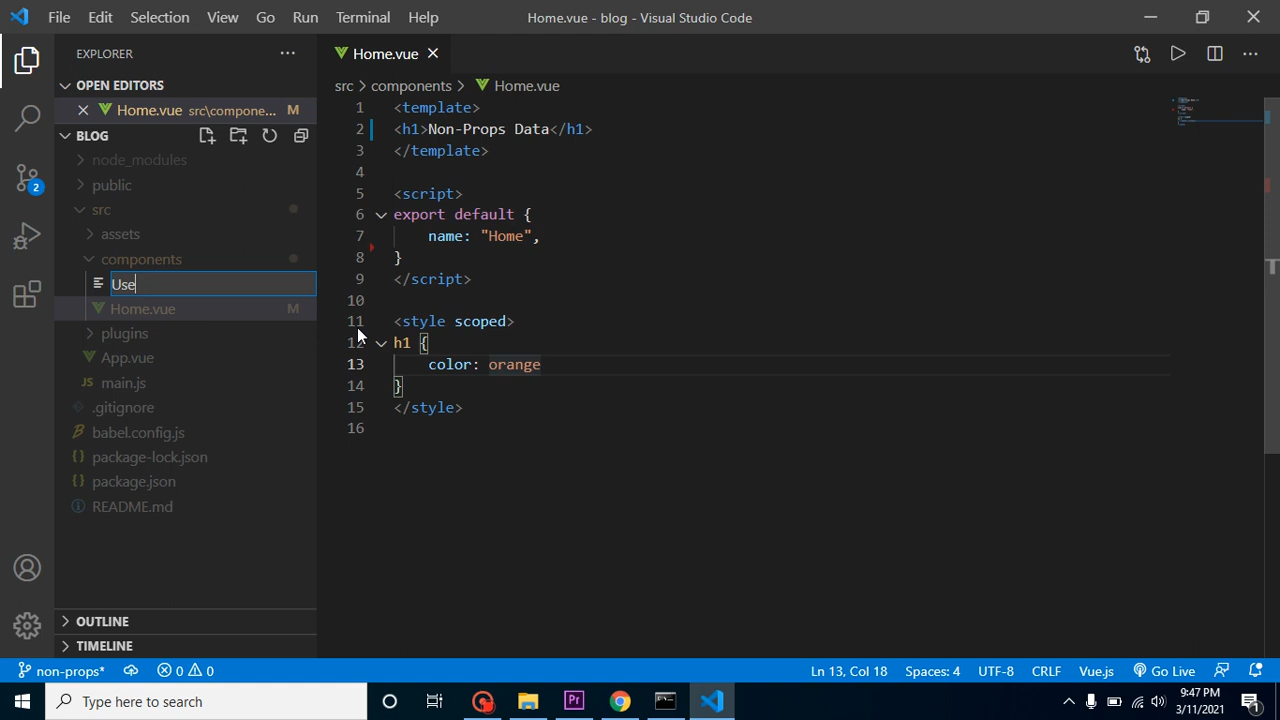 File Edit Selection View Go Run Terminal Help
Home.vue - blog - Visual Studio Code
EXPLORER
OPEN EDITORS
Home.vue src\compone... M
BLOG
node_modules
public
src
assets
components
Use
Home.vue M
plugins
App.vue
JS main.js
.gitignore
babel.config.js
package-lock.json
package.json
README.md
OUTLINE
TIMELINE
2
Home.vue
src > components > Home.vue
1 <template>
2 <h1>Non-Props Data</h1>
3 </template>
4
5 <script>
6 export default {
7 name: "Home",
8 }
9 </script>
10
11 <style scoped>
12 h1 {
13 color: orange
14 }
15 </style>
16
non-props* 0 0 Ln 13, Col 18 Spaces: 4 UTF-8 CRLF Vue.js Go Live
Type here to search
Pr
9:47 PM
3/11/2021
1